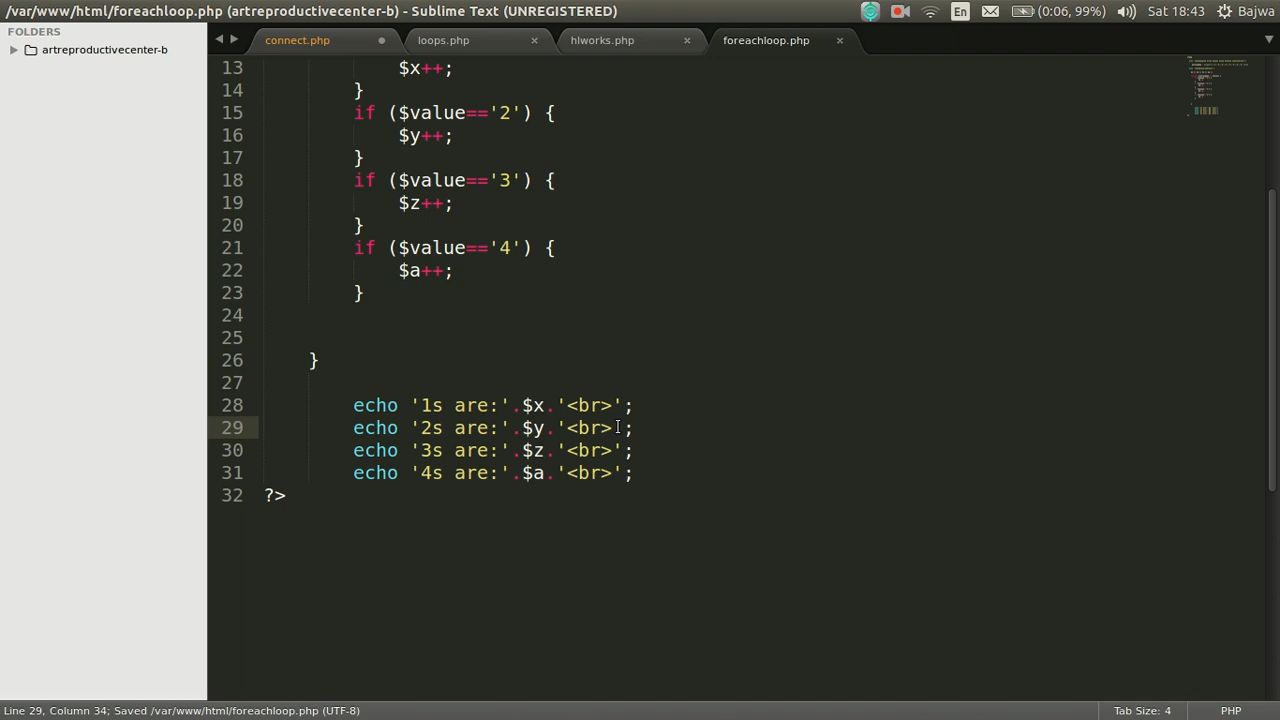 /var/www/html/foreachloop.php (artreproductivecenter-b) - Sublime Text (UNREGISTERED)
En
(0:06, 99%)
Sat 18:43
Bajwa
FOLDERS
artreproductivecenter-b
connect.php
loops.php
hlworks.php
foreachloop.php
13 $x++;
14 }
15 if ($value=='2') {
16 $y++;
17 }
18 if ($value=='3') {
19 $z++;
20 }
21 if ($value=='4') {
22 $a++;
23 }
24
25
26 }
27
28 echo '1s are:'.$x.'<br>';
29 echo '2s are:'.$y.'<br>';
30 echo '3s are:'.$z.'<br>';
31 echo '4s are:'.$a.'<br>';
32 ?>
Line 29, Column 34; Saved /var/www/html/foreachloop.php (UTF-8)
Tab Size: 4
PHP